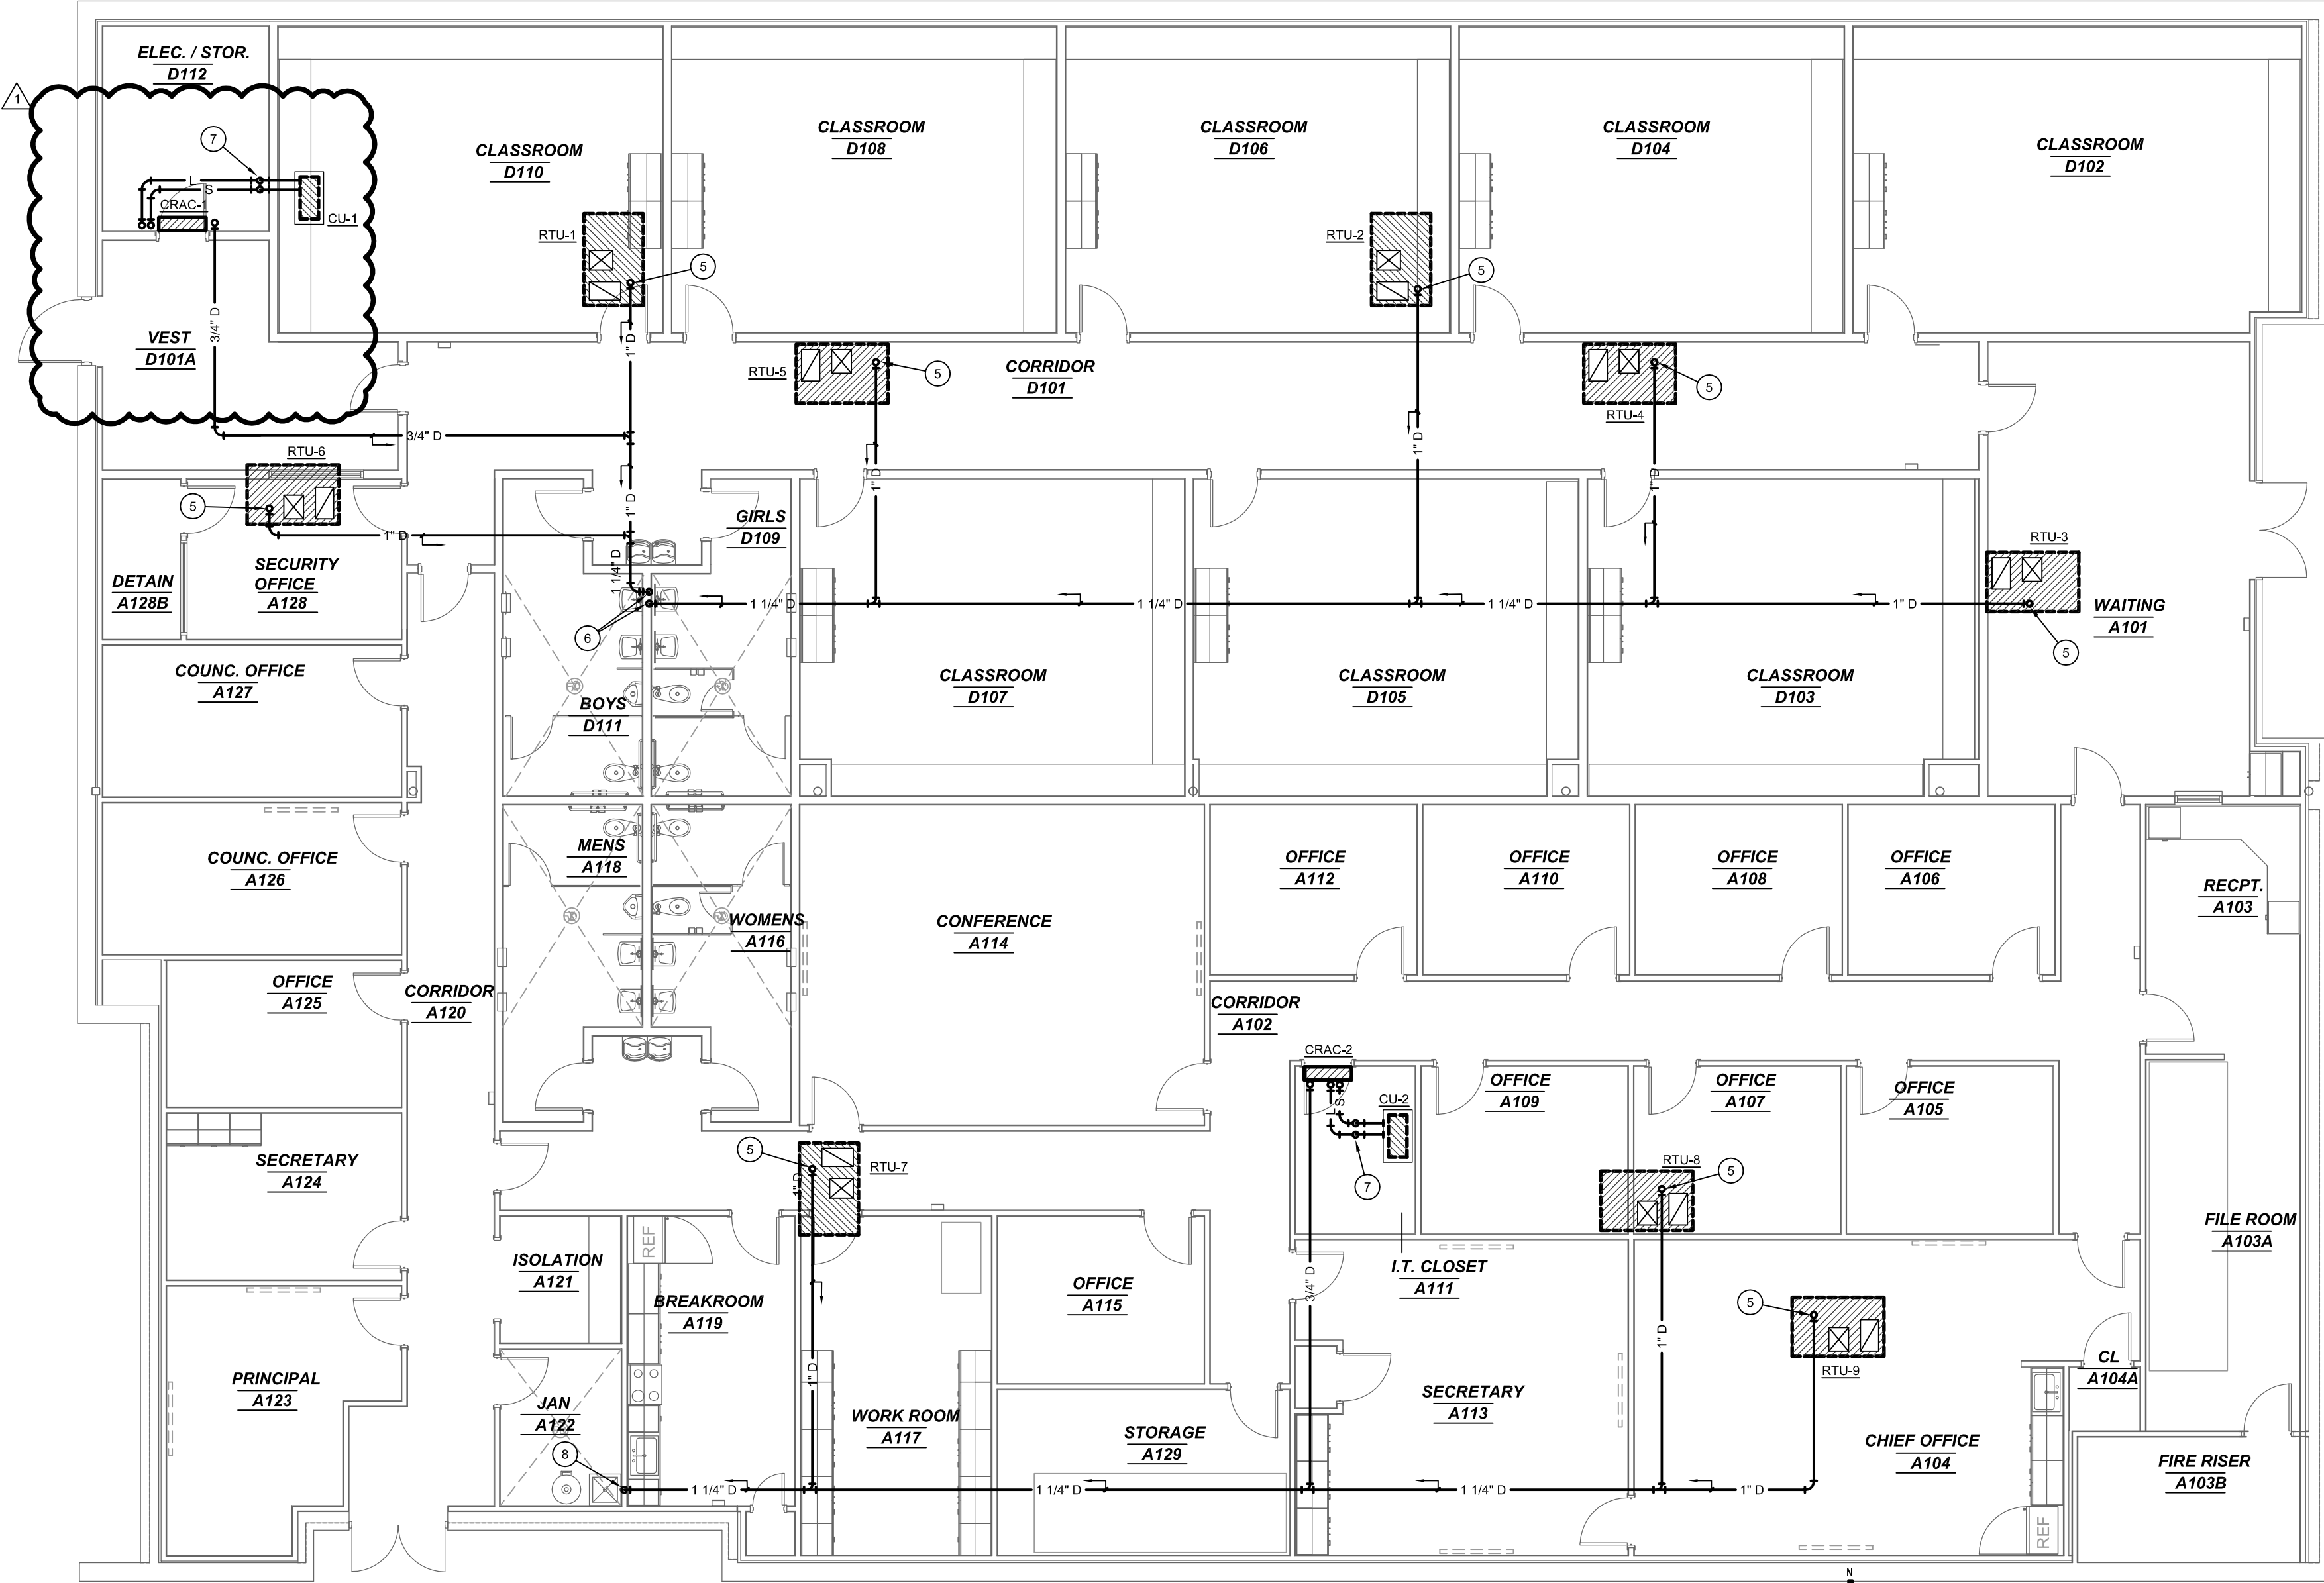 ELEC. / STOR.
D112
1
7
L
S
CRAC-1
CU-1
3/4" D
VEST
D101A
CLASSROOM
D110
CLASSROOM
D108
CLASSROOM
D106
CLASSROOM
D104
CLASSROOM
D102
RTU-1
5
1" D
RTU-2
5
1" D
RTU-5
5
1" D
CORRIDOR
D101
RTU-4
5
1" D
3/4" D
1" D
RTU-6
5
1" D
1 1/4" D
GIRLS
D109
DETAIN
A128B
SECURITY
OFFICE
A128
6
1 1/4" D
1 1/4" D
1 1/4" D
1" D
RTU-3
5
WAITING
A101
COUNC. OFFICE
A127
BOYS
D111
CLASSROOM
D107
CLASSROOM
D105
CLASSROOM
D103
COUNC. OFFICE
A126
MENS
A118
WOMENS
A116
CONFERENCE
A114
OFFICE
A112
OFFICE
A110
OFFICE
A108
OFFICE
A106
RECPT.
A103
OFFICE
A125
CORRIDOR
A120
CORRIDOR
A102
CRAC-2
L
S
CU-2
7
OFFICE
A109
OFFICE
A107
OFFICE
A105
SECRETARY
A124
5
RTU-7
1" D
RTU-8
5
FILE ROOM
A103A
ISOLATION
A121
REF
BREAKROOM
A119
OFFICE
A115
3/4" D
I.T. CLOSET
A111
1" D
5
RTU-9
PRINCIPAL
A123
1" D
CL
A104A
JAN
A122
8
WORK ROOM
A117
STORAGE
A129
SECRETARY
A113
CHIEF OFFICE
A104
FIRE RISER
A103B
1 1/4" D
1 1/4" D
1 1/4" D
1" D
REF
N